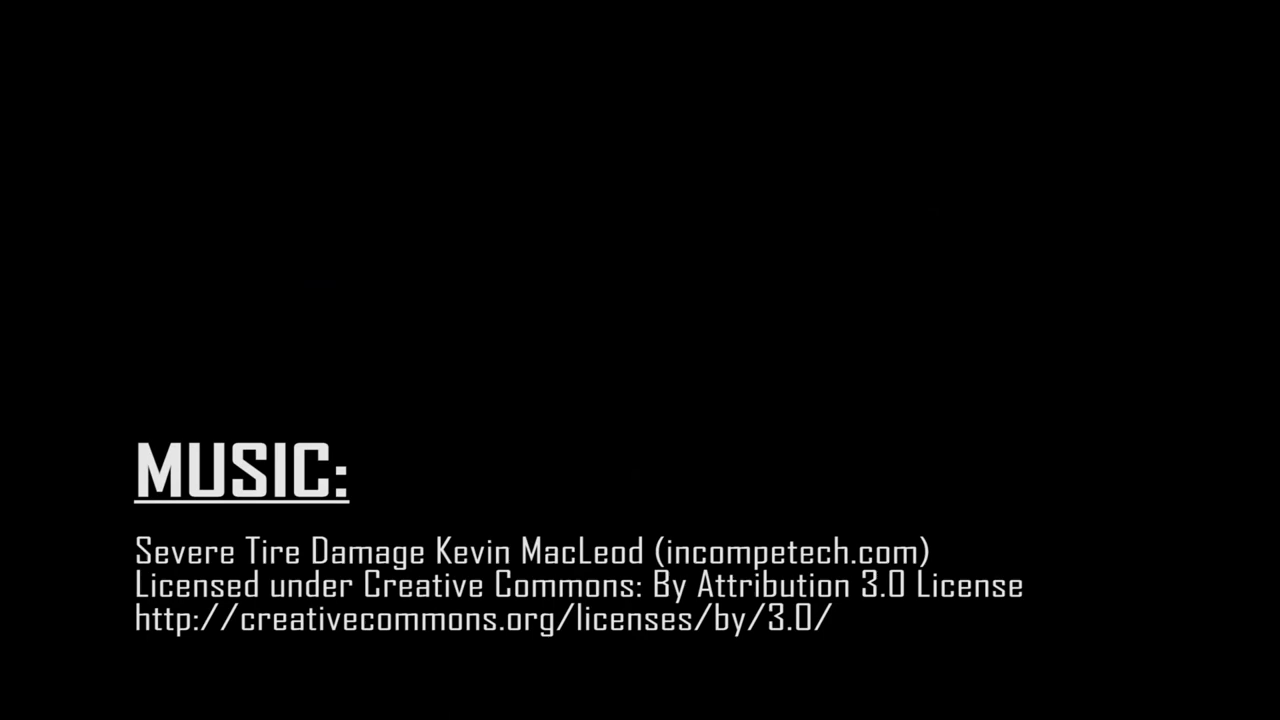 MUSIC:
Severe Tire Damage Kevin MacLeod (incompetech.com)
Licensed under Creative Commons: By Attribution 3.0 License
http://creativecommons.org/licenses/by/3.0/